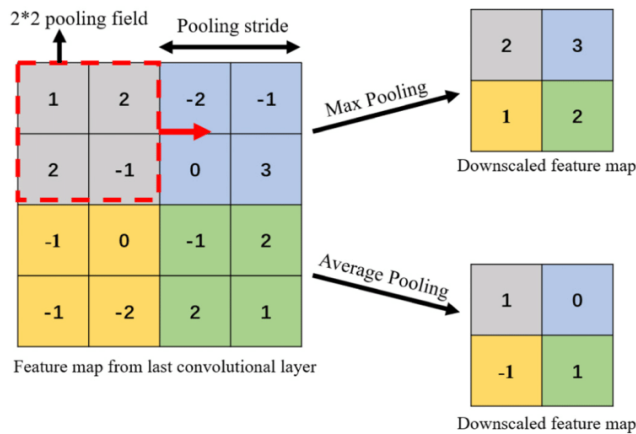 2*2 pooling field
Pooling stride
1 2 -2 -1
2 -1 0 3
-1 0 -1 2
-1 -2 2 1
Feature map from last convolutional layer
Max Pooling
2 3
1 2
Downscaled feature map
Average Pooling
1 0
-1 1
Downscaled feature map